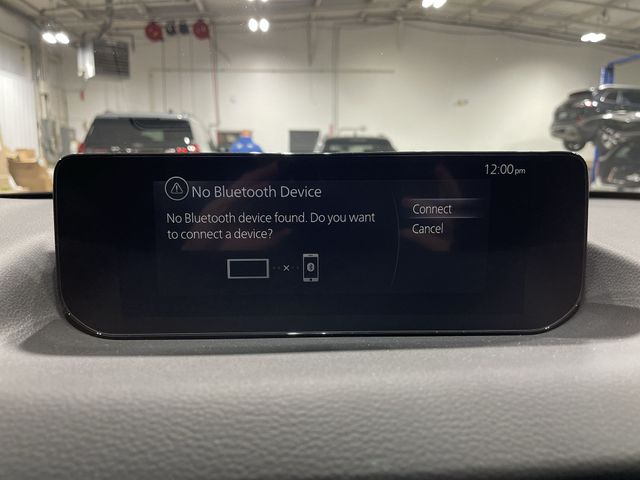 12:00pm
No Bluetooth Device
No Bluetooth device found. Do you want
to connect a device?
Connect
Cancel